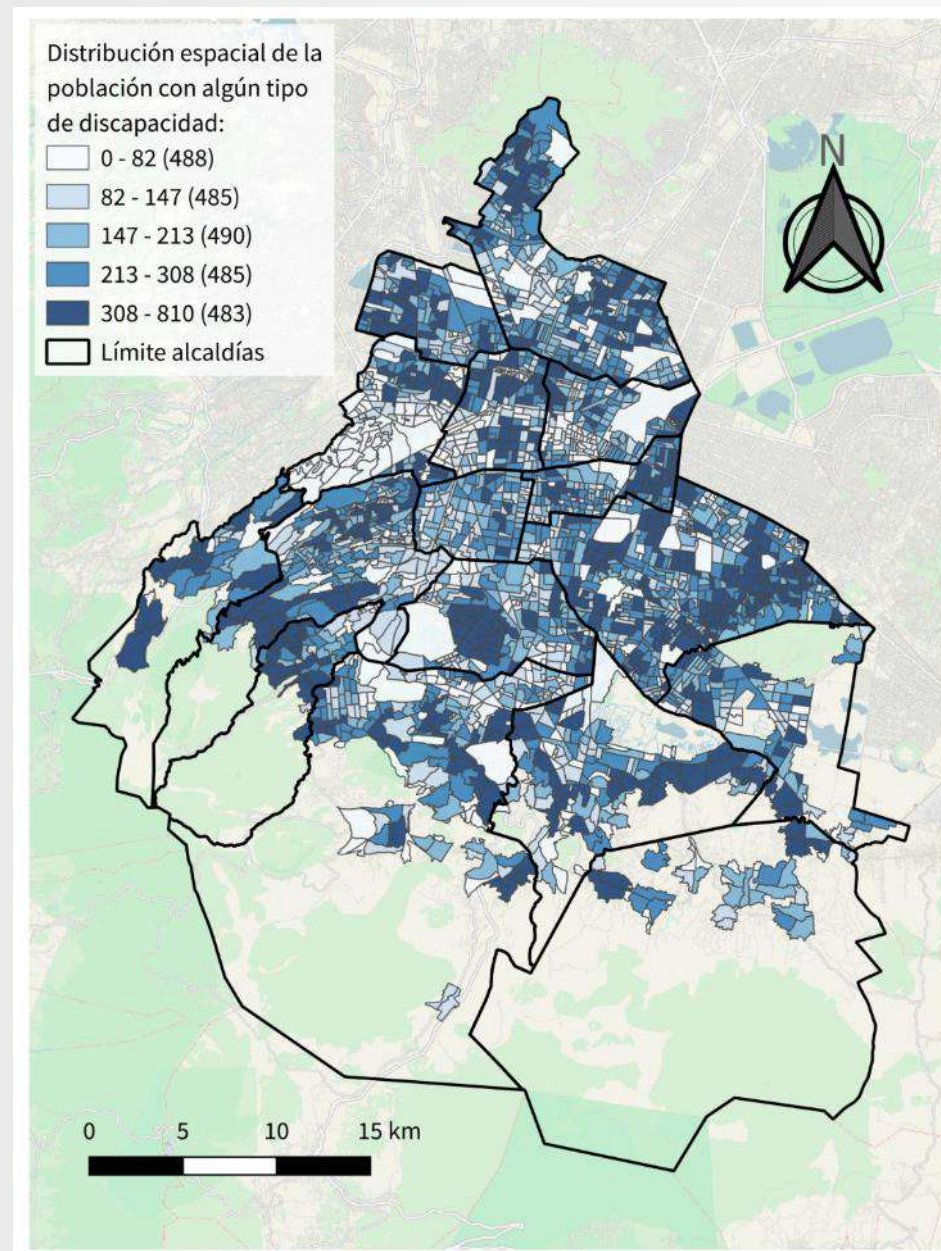 Distribución espacial de la
población con algún tipo
de discapacidad:
0 - 82 (488)
82 - 147 (485)
147 - 213 (490)
213 - 308 (485)
308 - 810 (483)
Límite alcaldías
N
0 5 10 15 km